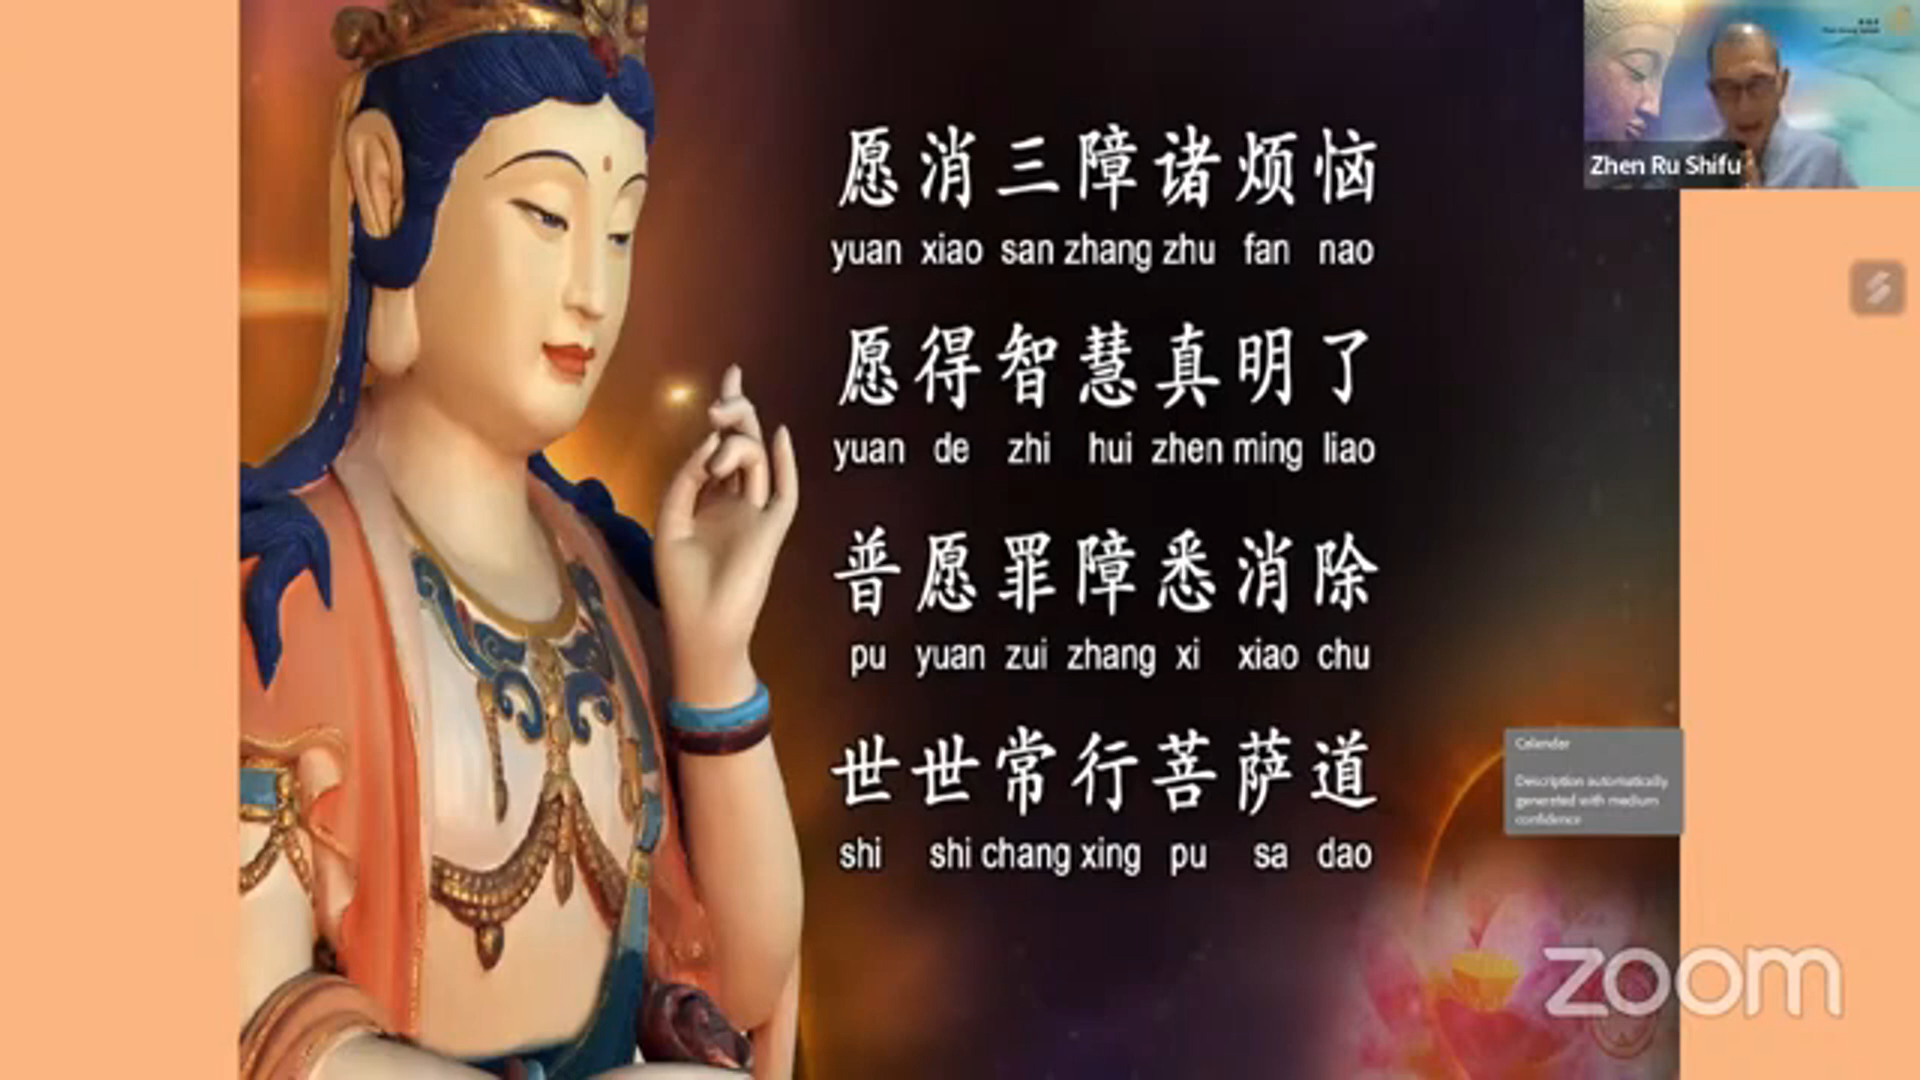 愿消三障诸烦恼
yuan xiao san zhang zhu fan nao
愿得智慧真明了
yuan de zhi hui zhen ming liao
普愿罪障悉消除
pu yuan zui zhang xi xiao chu
世世常行菩萨道
shi shi chang xing pu sa dao
Zhen Ru Shifu
Calendar
Description automatically
generated with medium
confidence
zoom